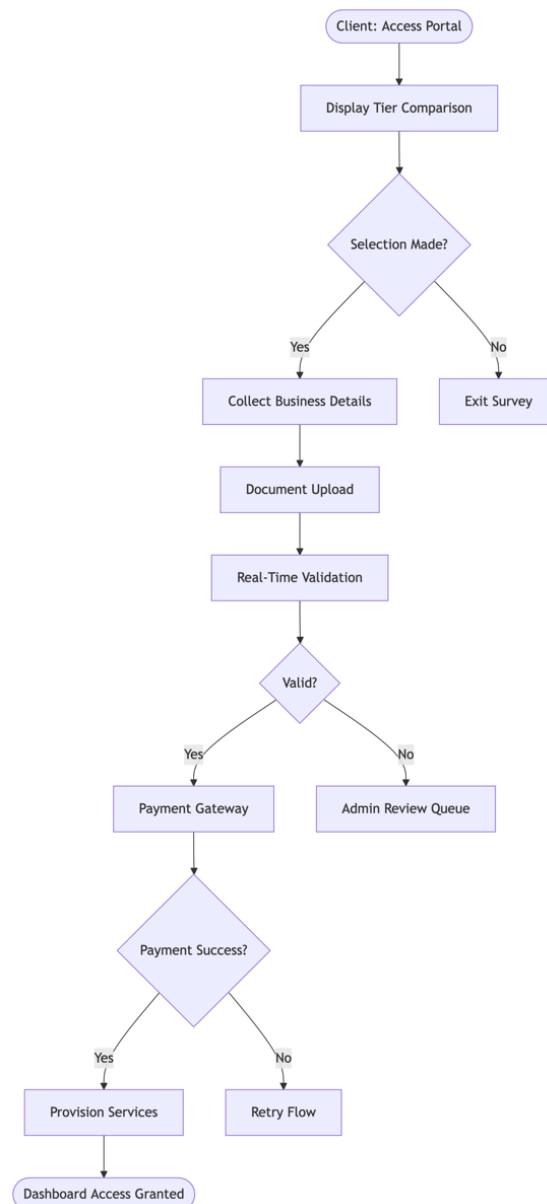 Client: Access Portal
Display Tier Comparison
Selection Made?
Yes
No
Collect Business Details
Exit Survey
Document Upload
Real-Time Validation
Valid?
Yes
No
Payment Gateway
Admin Review Queue
Payment Success?
Yes
No
Provision Services
Retry Flow
Dashboard Access Granted